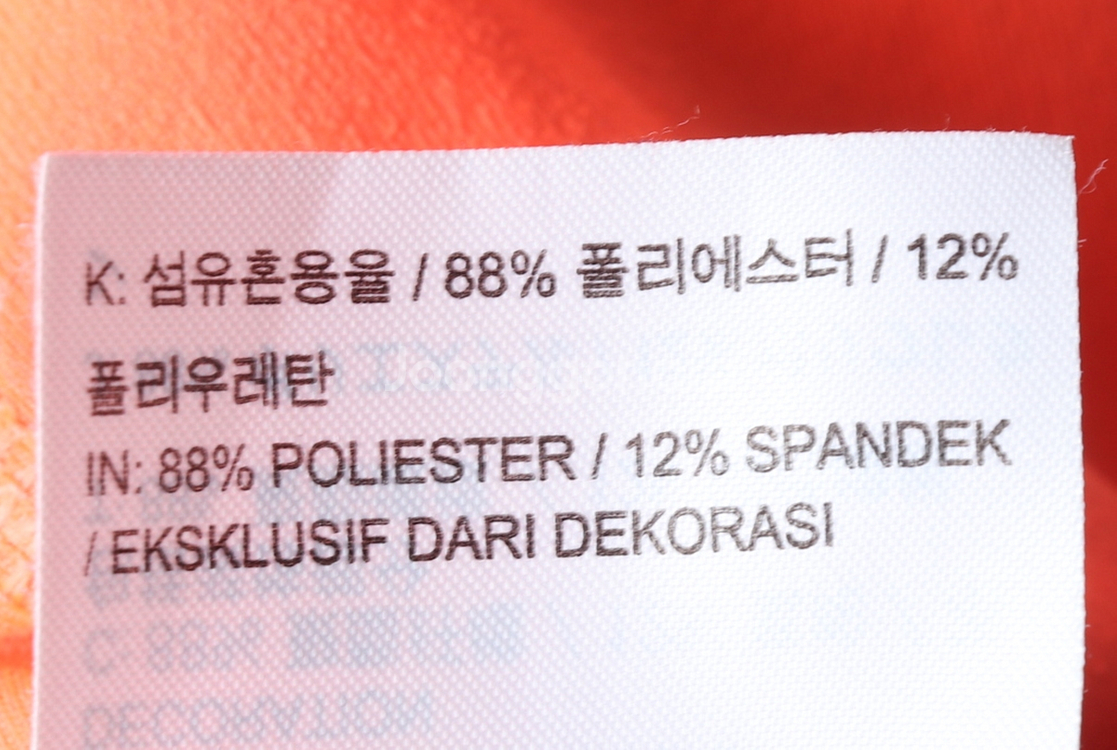 K: 섬유혼용율 / 88% 폴리에스터 / 12%
폴리우레탄
IN: 88% POLIESTER / 12% SPANDEK
/ EKSKLUSIF DARI DEKORASI